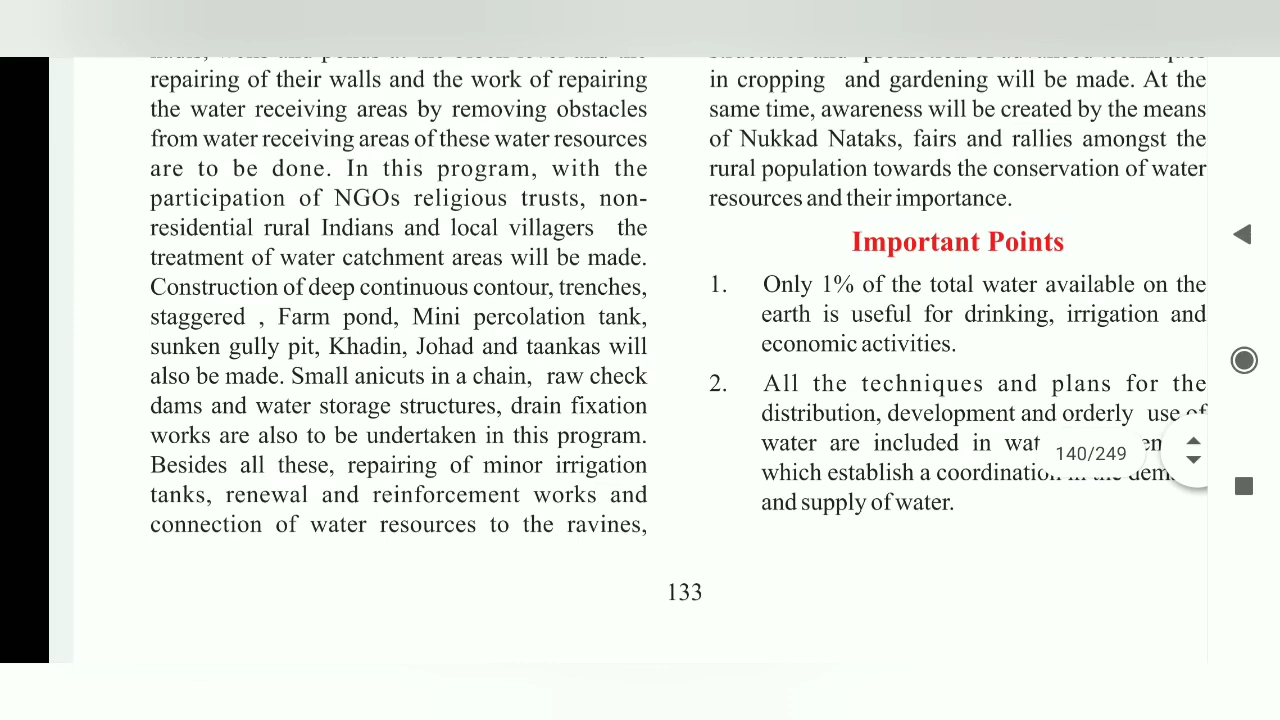 repairing of their walls and the work of repairing
the water receiving areas by removing obstacles
from water receiving areas of these water resources
are to be done. In this program, with the
participation of NGOs religious trusts, non-
residential rural Indians and local villagers the
treatment of water catchment areas will be made.
Construction of deep continuous contour, trenches,
staggered , Farm pond, Mini percolation tank,
sunken gully pit, Khadin, Johad and taankas will
also be made. Small anicuts in a chain, raw check
dams and water storage structures, drain fixation
works are also to be undertaken in this program.
Besides all these, repairing of minor irrigation
tanks, renewal and reinforcement works and
connection of water resources to the ravines,
in cropping and gardening will be made. At the
same time, awareness will be created by the means
of Nukkad Nataks, fairs and rallies amongst the
rural population towards the conservation of water
resources and their importance.
Important Points
1. Only 1% of the total water available on the
earth is useful for drinking, irrigation and
economic activities.
2. All the techniques and plans for the
distribution, development and orderly use of
water are included in
which establish a coordination
and supply of water.
140/249
133